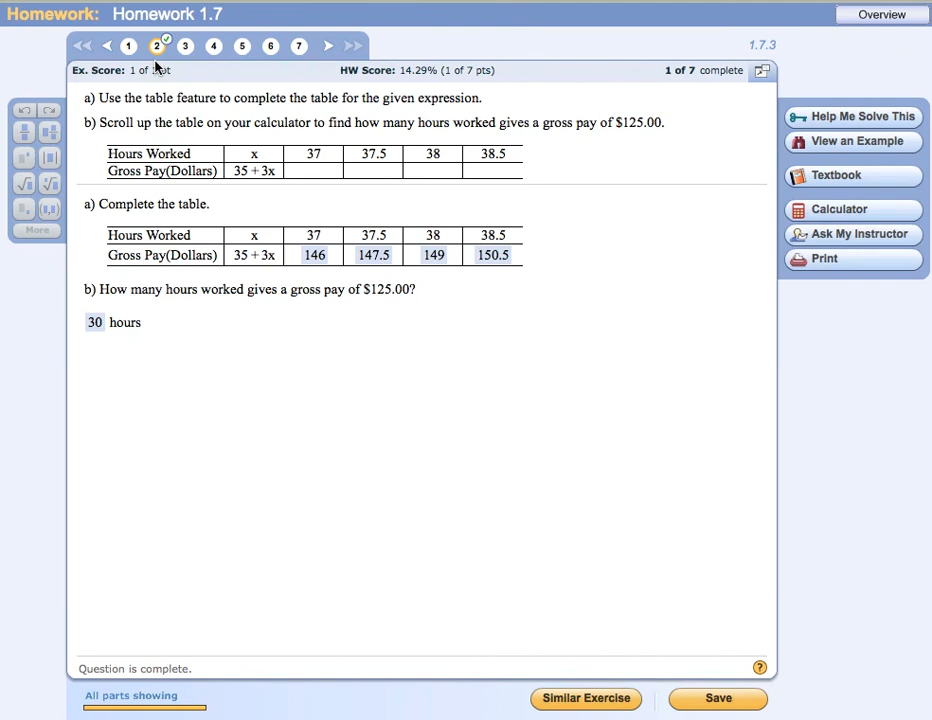 Homework: Homework 1.7
Overview
1 2 3 4 5 6 7
1.7.3
Ex. Score: 1 of pt
HW Score: 14.29% (1 of 7 pts)
1 of 7 complete
a) Use the table feature to complete the table for the given expression.
b) Scroll up the table on your calculator to find how many hours worked gives a gross pay of $125.00.
Hours Worked x 37 37.5 38 38.5
Gross Pay(Dollars) 35+3x
a) Complete the table.
Hours Worked x 37 37.5 38 38.5
Gross Pay(Dollars) 35+3x 146 147.5 149 150.5
b) How many hours worked gives a gross pay of $125.00?
30 hours
More
Help Me Solve This
View an Example
Textbook
Calculator
Ask My Instructor
Print
Question is complete.
?
All parts showing
Similar Exercise
Save